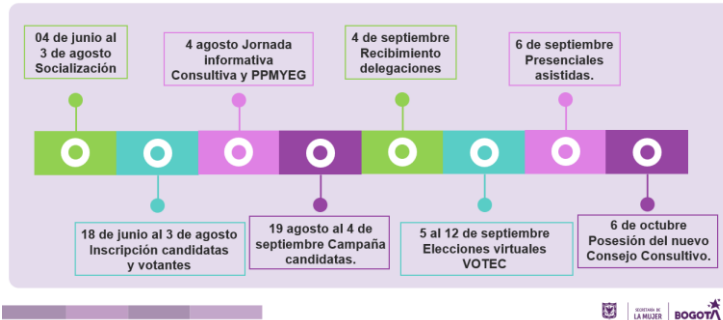 04 de junio al
3 de agosto
Socialización
4 agosto Jornada
informativa
Consultiva y PPMYEG
4 de septiembre
Recibimiento
delegaciones
6 de septiembre
Presenciales
asistidas.
18 de junio al 3 de agosto
Inscripción candidatas
y votantes
19 agosto al 4 de
septiembre Campaña
candidatas.
5 al 12 de septiembre
Elecciones virtuales
VOTEC
6 de octubre
Posesión del nuevo
Consejo Consultivo.
SECRETARÍA DE
LA MUJER
BOGOTÁ